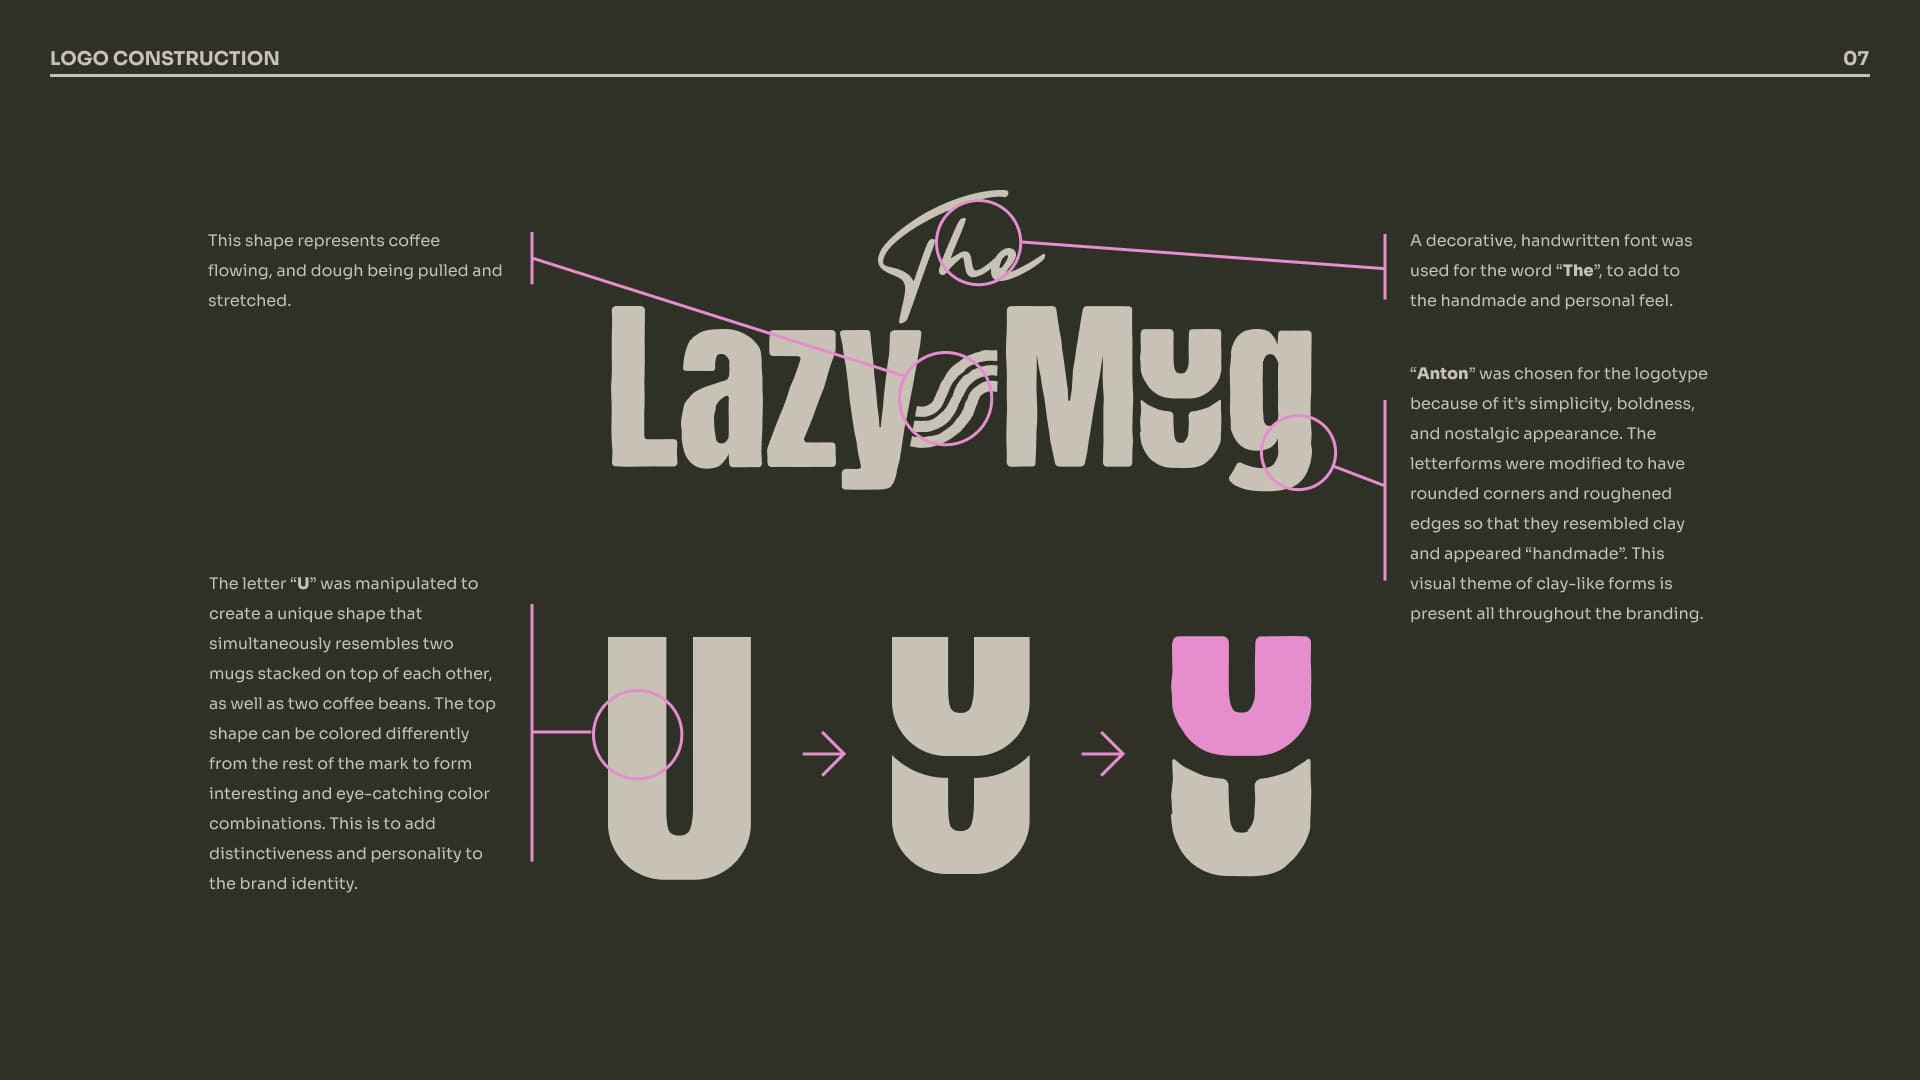 LOGO CONSTRUCTION
07
This shape represents coffee
flowing, and dough being pulled and
stretched.
The
Lazy Mug
A decorative, handwritten font was
used for the word “The”, to add to
the handmade and personal feel.
“Anton” was chosen for the logotype
because of it’s simplicity, boldness,
and nostalgic appearance. The
letterforms were modified to have
rounded corners and roughened
edges so that they resembled clay
and appeared “handmade”. This
visual theme of clay-like forms is
present all throughout the branding.
The letter “U” was manipulated to
create a unique shape that
simultaneously resembles two
mugs stacked on top of each other,
as well as two coffee beans. The top
shape can be colored differently
from the rest of the mark to form
interesting and eye-catching color
combinations. This is to add
distinctiveness and personality to
the brand identity.
U U U